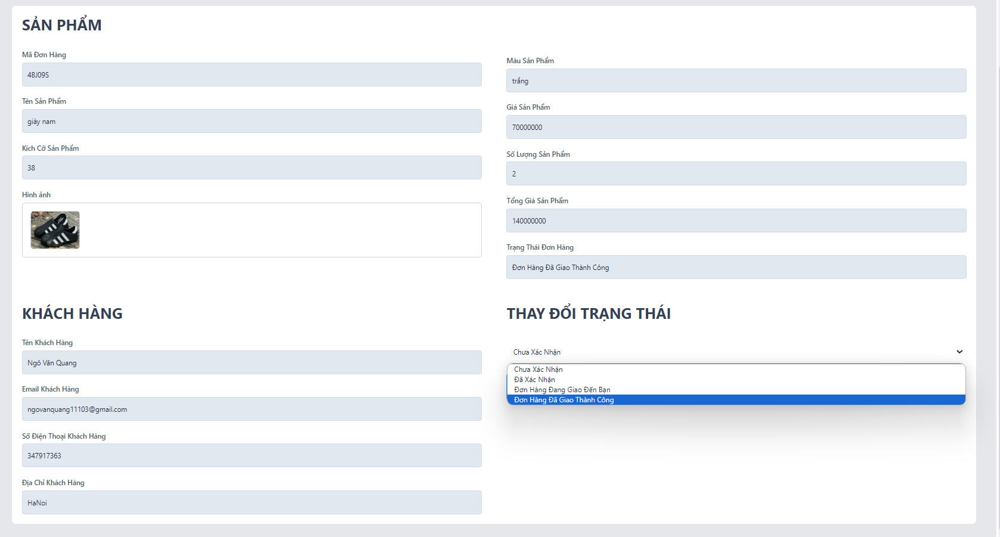 SẢN PHẨM
Mã Đơn Hàng
4BJ09S
Tên Sản Phẩm
giày nam
Kích Cỡ Sản Phẩm
38
Hình ảnh
Màu Sản Phẩm
trắng
Giá Sản Phẩm
70000000
Số Lượng Sản Phẩm
2
Tổng Giá Sản Phẩm
140000000
Trạng Thái Đơn Hàng
Đơn Hàng Đã Giao Thành Công
KHÁCH HÀNG
Tên Khách Hàng
Ngô Văn Quang
Email Khách Hàng
ngovanquang11103@gmail.com
Số Điện Thoại Khách Hàng
347917363
Địa Chỉ Khách Hàng
HaNoi
THAY ĐỔI TRẠNG THÁI
Chưa Xác Nhận
Chưa Xác Nhận
Đã Xác Nhận
Đơn Hàng Đang Giao Đến Bạn
Đơn Hàng Đã Giao Thành Công